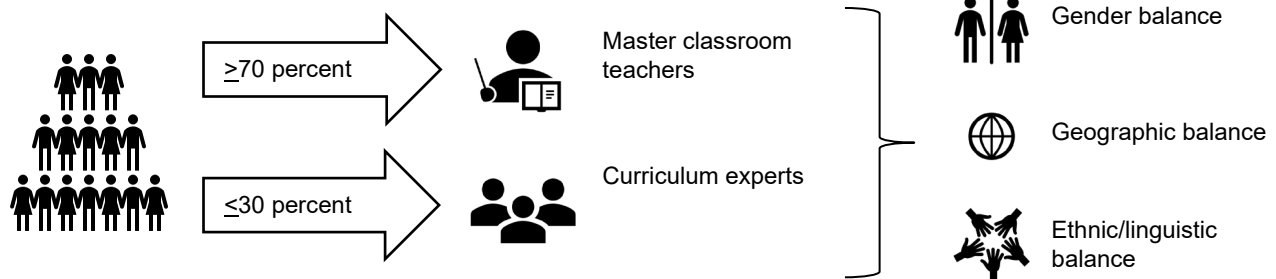 ≥70 percent
Master classroom
teachers
≤30 percent
Curriculum experts
Gender balance
Geographic balance
Ethnic/linguistic
balance